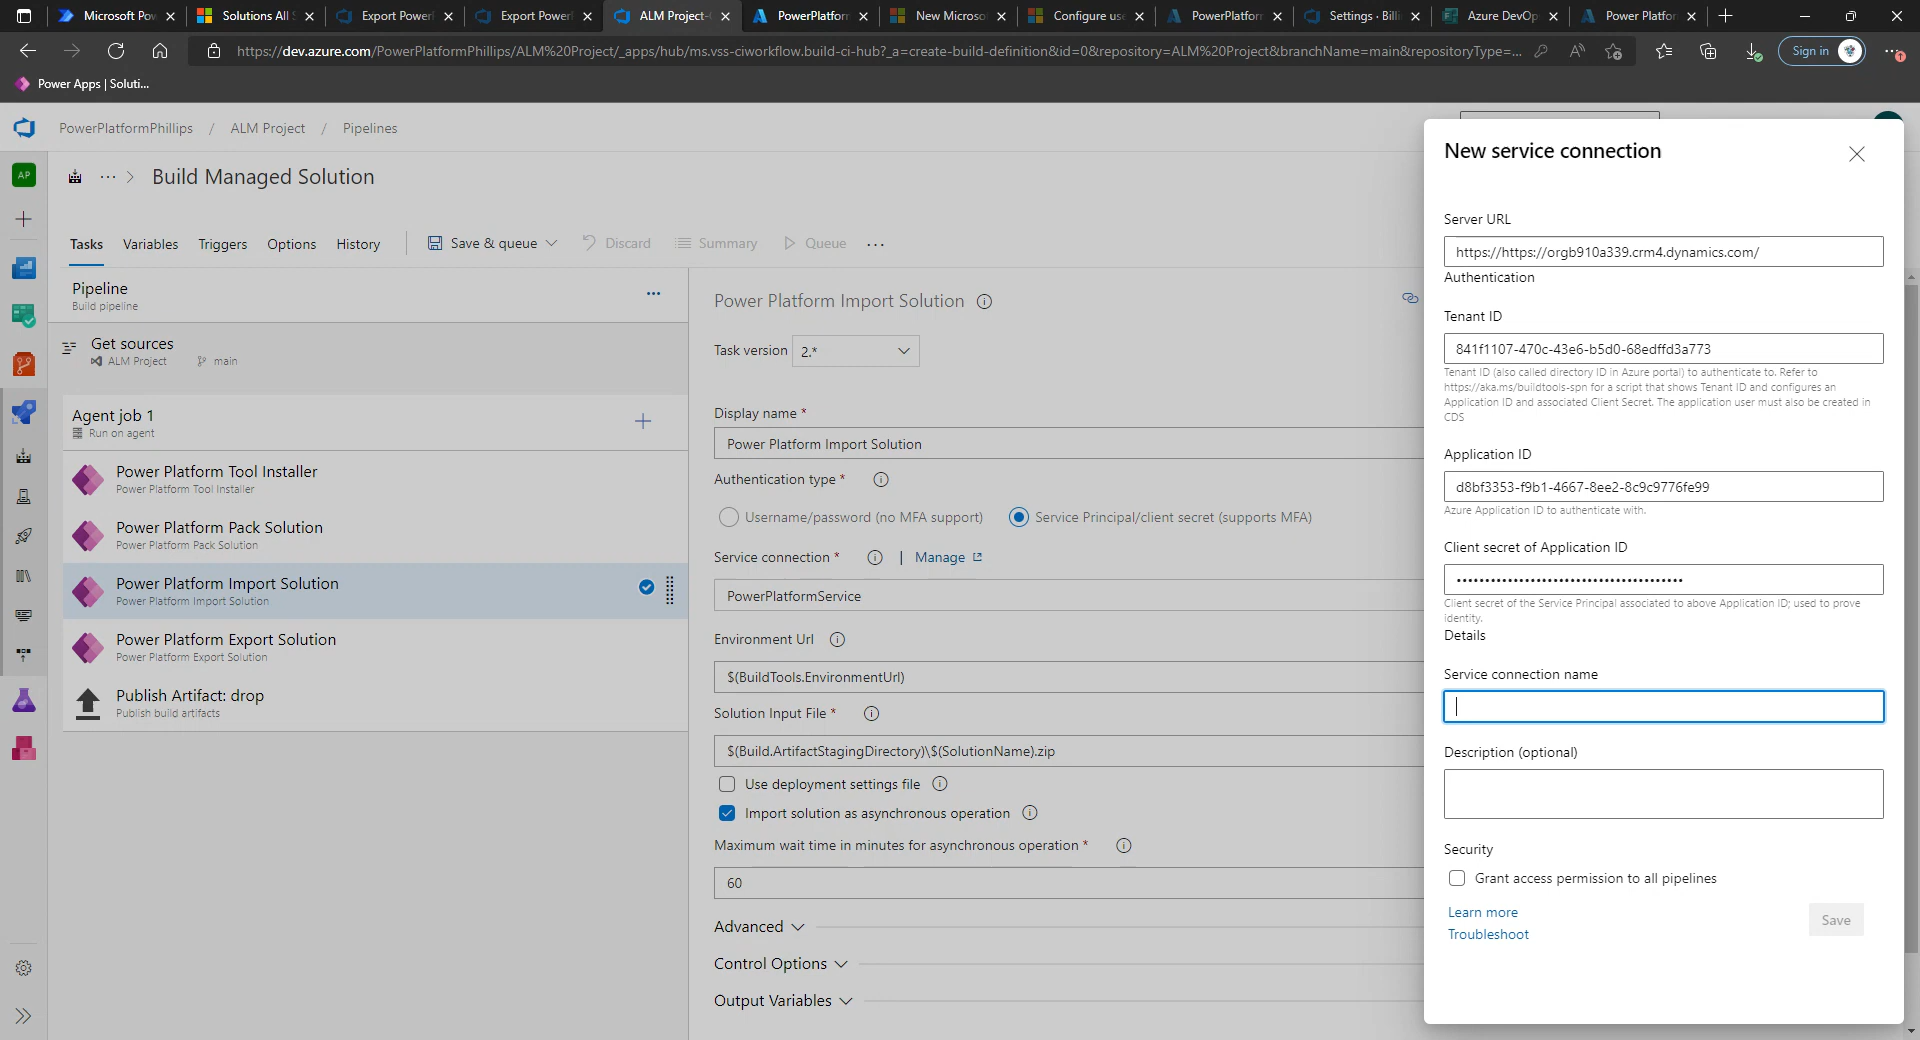 Microsoft Po
Solutions All
Export Power
Export Power
ALM Project-
PowerPlatfor
New Microso
Configure us
PowerPlatfor
Settings · Billi
Azure DevOp
Power Platfor
https://dev.azure.com/PowerPlatformPhillips/ALM%20Project/_apps/hub/ms.vss-ciworkflow.build-ci-hub?_a=create-build-definition&id=0&repository=ALM%20Project&branchName=main&repositoryType=...
Sign in
Power Apps | Soluti...
PowerPlatformPhillips / ALM Project / Pipelines
AP
··· > Build Managed Solution
Tasks Variables Triggers Options History Save & queue Discard Summary Queue ...
Pipeline
Build pipeline
Get sources
ALM Project main
Agent job 1
Run on agent
Power Platform Tool Installer
Power Platform Tool Installer
Power Platform Pack Solution
Power Platform Pack Solution
Power Platform Import Solution
Power Platform Import Solution
Power Platform Export Solution
Power Platform Export Solution
Publish Artifact: drop
Publish build artifacts
Power Platform Import Solution
Task version 2.*
Display name *
Power Platform Import Solution
Authentication type *
Username/password (no MFA support) Service Principal/client secret (supports MFA)
Service connection * | Manage
PowerPlatformService
Environment Url
$(BuildTools.EnvironmentUrl)
Solution Input File *
$(Build.ArtifactStagingDirectory)\$(SolutionName).zip
Use deployment settings file
Import solution as asynchronous operation
Maximum wait time in minutes for asynchronous operation *
60
Advanced
Control Options
Output Variables
New service connection
Server URL
https://https://orgb910a339.crm4.dynamics.com/
Authentication
Tenant ID
841f1107-470c-43e6-b5d0-68edffd3a773
Tenant ID (also called directory ID in Azure portal) to authenticate to. Refer to
https://aka.ms/buildtools-spn for a script that shows Tenant ID and configures an
Application ID and associated Client Secret. The application user must also be created in
CDS
Application ID
d8bf3353-f9b1-4667-8ee2-8c9c9776fe99
Azure Application ID to authenticate with.
Client secret of Application ID
Client secret of the Service Principal associated to above Application ID; used to prove
identity.
Details
Service connection name
Description (optional)
Security
Grant access permission to all pipelines
Learn more
Save
Troubleshoot